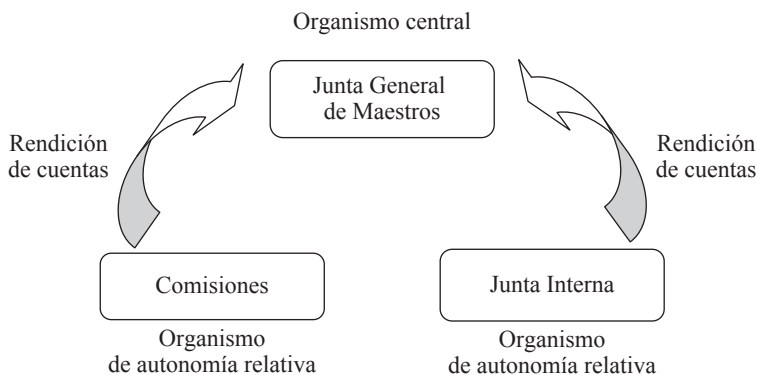 Organismo central
Junta General
de Maestros
Rendición
de cuentas
Rendición
de cuentas
Comisiones
Junta Interna
Organismo
de autonomía relativa
Organismo
de autonomía relativa